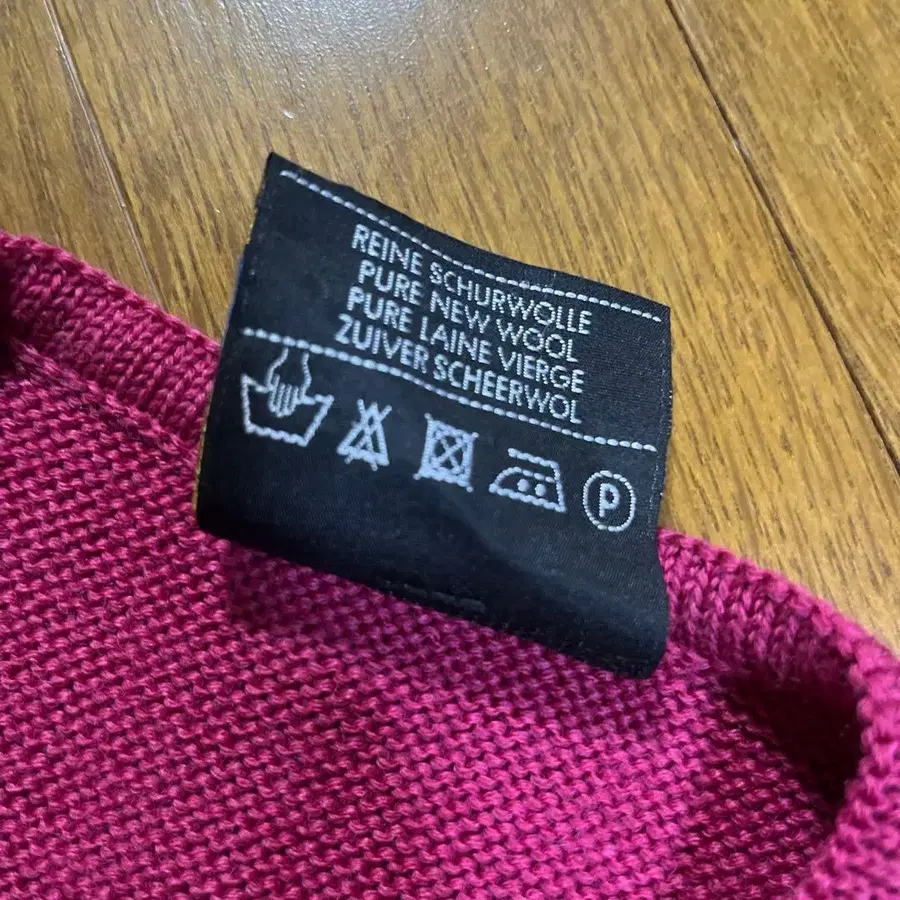 REINE SCHURWOLLE
PURE NEW WOOL
PURE LAINE VIERGE
ZUIVER SCHEERWOL
P